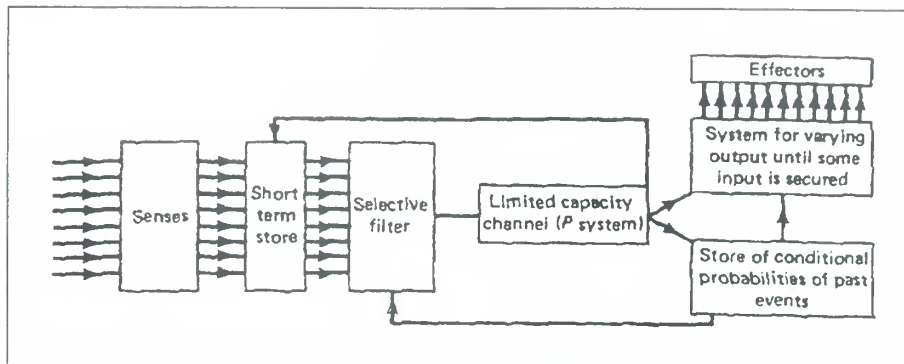 Senses
Short
term
store
Selective
filter
Limited capacity
channel (P system)
Effectors
System for varying
output until some
input is secured
Store of conditional
probabilities of past
events